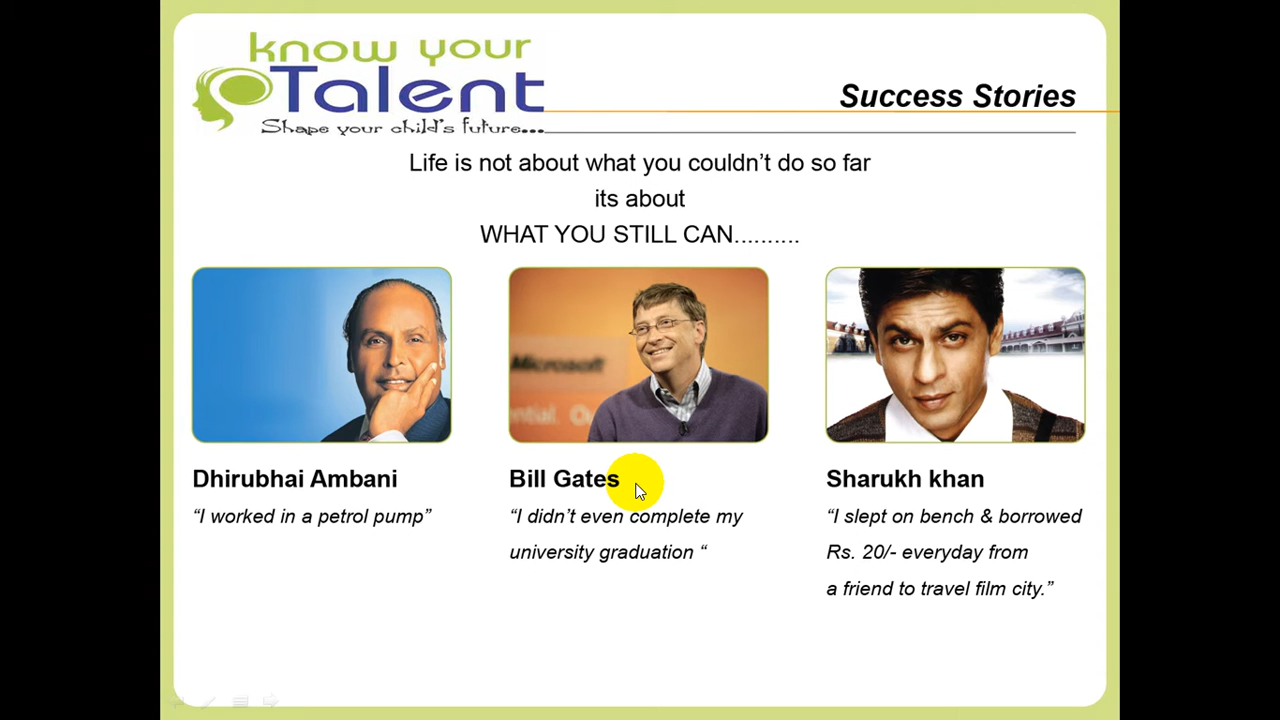 know your
Talent
Shape your child's future...
Success Stories
Life is not about what you couldn't do so far
its about
WHAT YOU STILL CAN..........
Microsoft
Dhirubhai Ambani
Bill Gates
Sharukh khan
“I worked in a petrol pump”
“I didn't even complete my
university graduation “
“I slept on bench & borrowed
Rs. 20/- everyday from
a friend to travel film city.”